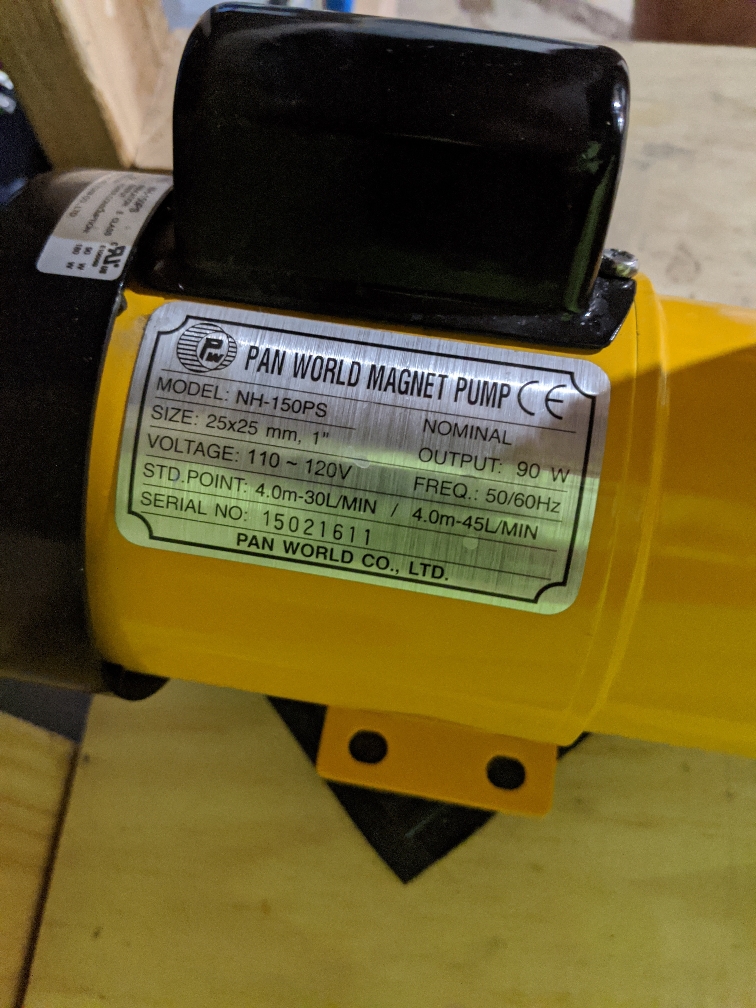 PW PAN WORLD MAGNET PUMP CE
MODEL: NH-150PS
NOMINAL
SIZE: 25x25 mm, 1"
OUTPUT: 90 W
VOLTAGE: 110 ~ 120V
FREQ.: 50/60Hz
STD.POINT: 4.0m-30L/MIN / 4.0m-45L/MIN
SERIAL NO: 15021611
PAN WORLD CO., LTD.
90 W
180 W